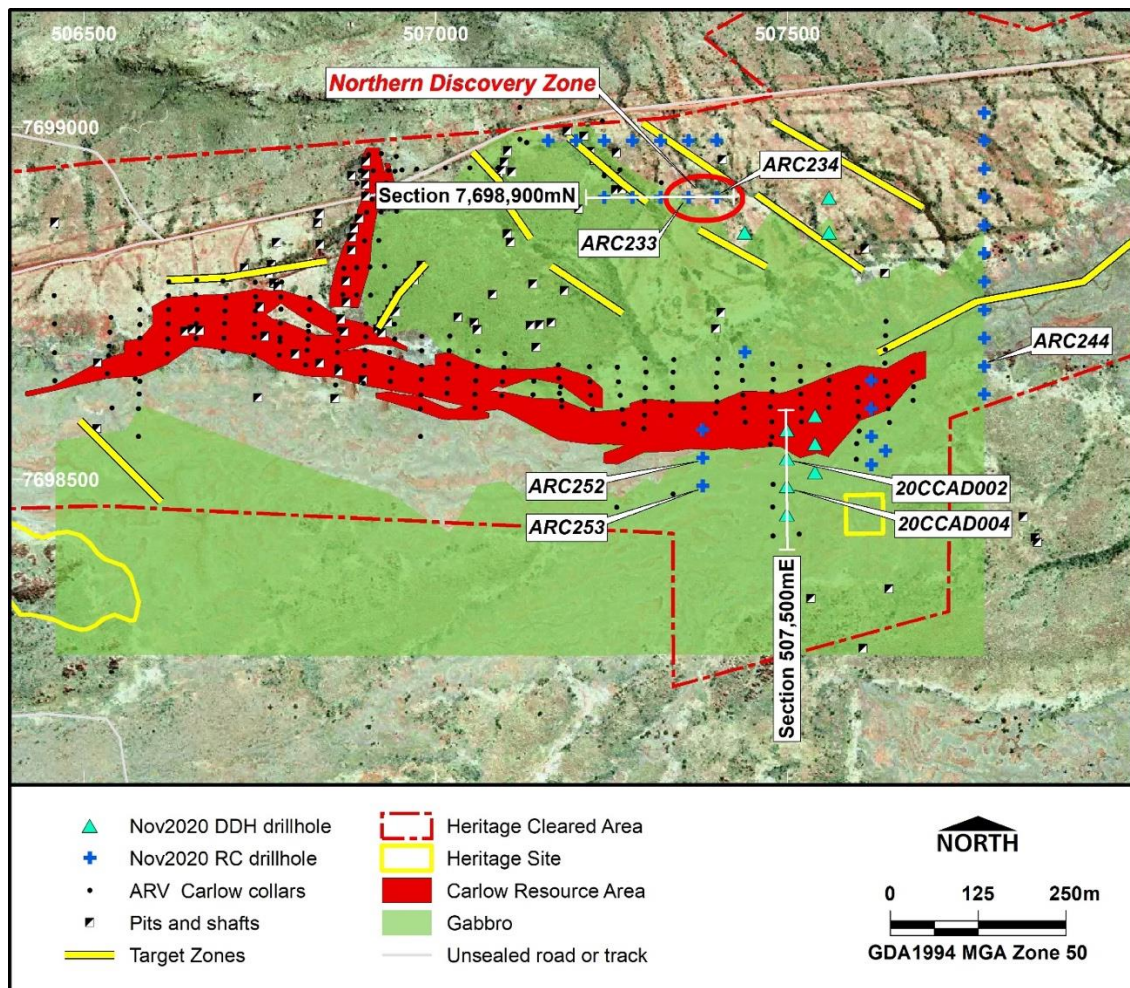 506500
507000
507500
Northern Discovery Zone
7699000
ARC234
Section 7,698,900mN
ARC233
ARC244
7698500
ARC252
20CCAD002
ARC253
20CCAD004
Section 507,500mE
Nov2020 DDH drillhole
Nov2020 RC drillhole
ARV Carlow collars
Pits and shafts
Target Zones
Heritage Cleared Area
Heritage Site
Carlow Resource Area
Gabbro
Unsealed road or track
NORTH
0 125 250m
GDA1994 MGA Zone 50